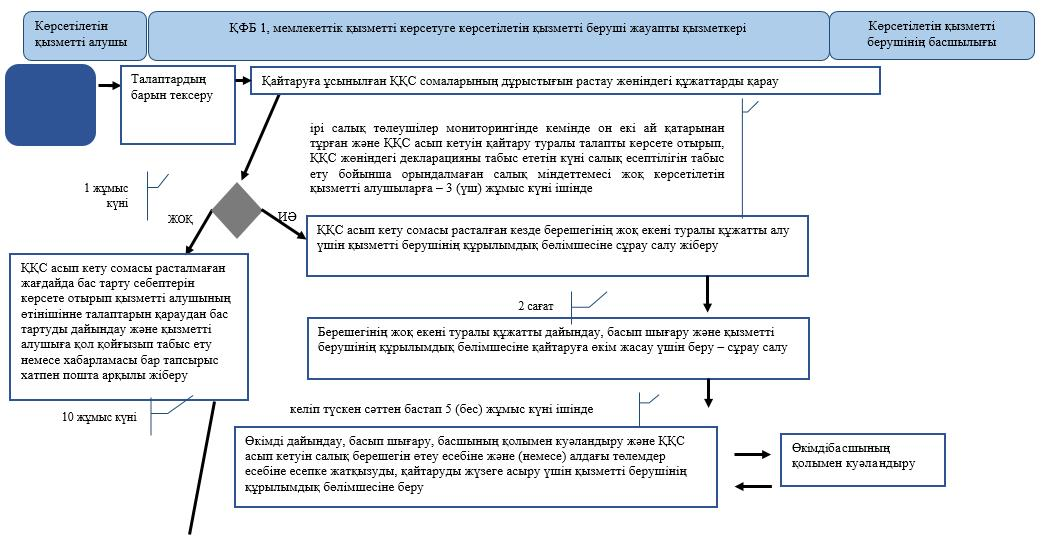 Көрсетілетін
қызметті алушы
ҚФБ 1, мемлекеттік қызметті көрсетуге көрсетілетін қызметті беруші жауапты қызметкері
Көрсетілетін қызметті
берушінің басшылығы
Талаптардың
барын тексеру
Қайтаруға ұсынылған ҚҚС сомаларының дұрыстығын растау жөніндегі құжаттарды қарау
ірі салық төлеушілер мониторингінде кемінде он екі ай қатарынан
тұрған және ҚҚС асып кетуін қайтару туралы талапты көрсете отырып,
ҚҚС жөніндегі декларацияны табыс ететін күні салық есептілігін табыс
ету бойынша орындалмаған салық міндеттемесі жоқ көрсетілетін
қызметті алушыларға – 3 (үш) жұмыс күні ішінде
1 жұмыс
күні
ЖОҚ
ИӘ
ҚҚС асып кету сомасы расталған кезде берешегінің жоқ екені туралы құжатты алу
үшін қызметті берушінің құрылымдық бөлімшесіне сұрау салу жіберу
ҚҚС асып кету сомасы расталмаған
жағдайда бас тарту себептерін
көрсете отырып қызметті алушының
өтінішінне талаптарын қараудан бас
тартуды дайындау және қызметті
алушыға қол қойғызып табыс ету
немесе хабарламасы бар тапсырыс
хатпен пошта арқылы жіберу
2 сағат
Берешегінің жоқ екені туралы құжатты дайындау, басып шығару және қызметті
берушінің құрылымдық бөлімшесіне қайтаруға өкім жасау үшін беру – сұрау салу
10 жұмыс күні
келіп түскен сәттен бастап 5 (бес) жұмыс күні ішінде
Өкімді дайындау, басып шығару, басшының қолымен куәландыру және ҚҚС
асып кетуін салық берешегін өтеу есебіне және (немесе) алдағы төлемдер
есебіне есепке жатқызуды, қайтаруды жүзеге асыру үшін қызметті берушінің
құрылымдық бөлімшесіне беру
Өкімдібасшының
қолымен куәландыру